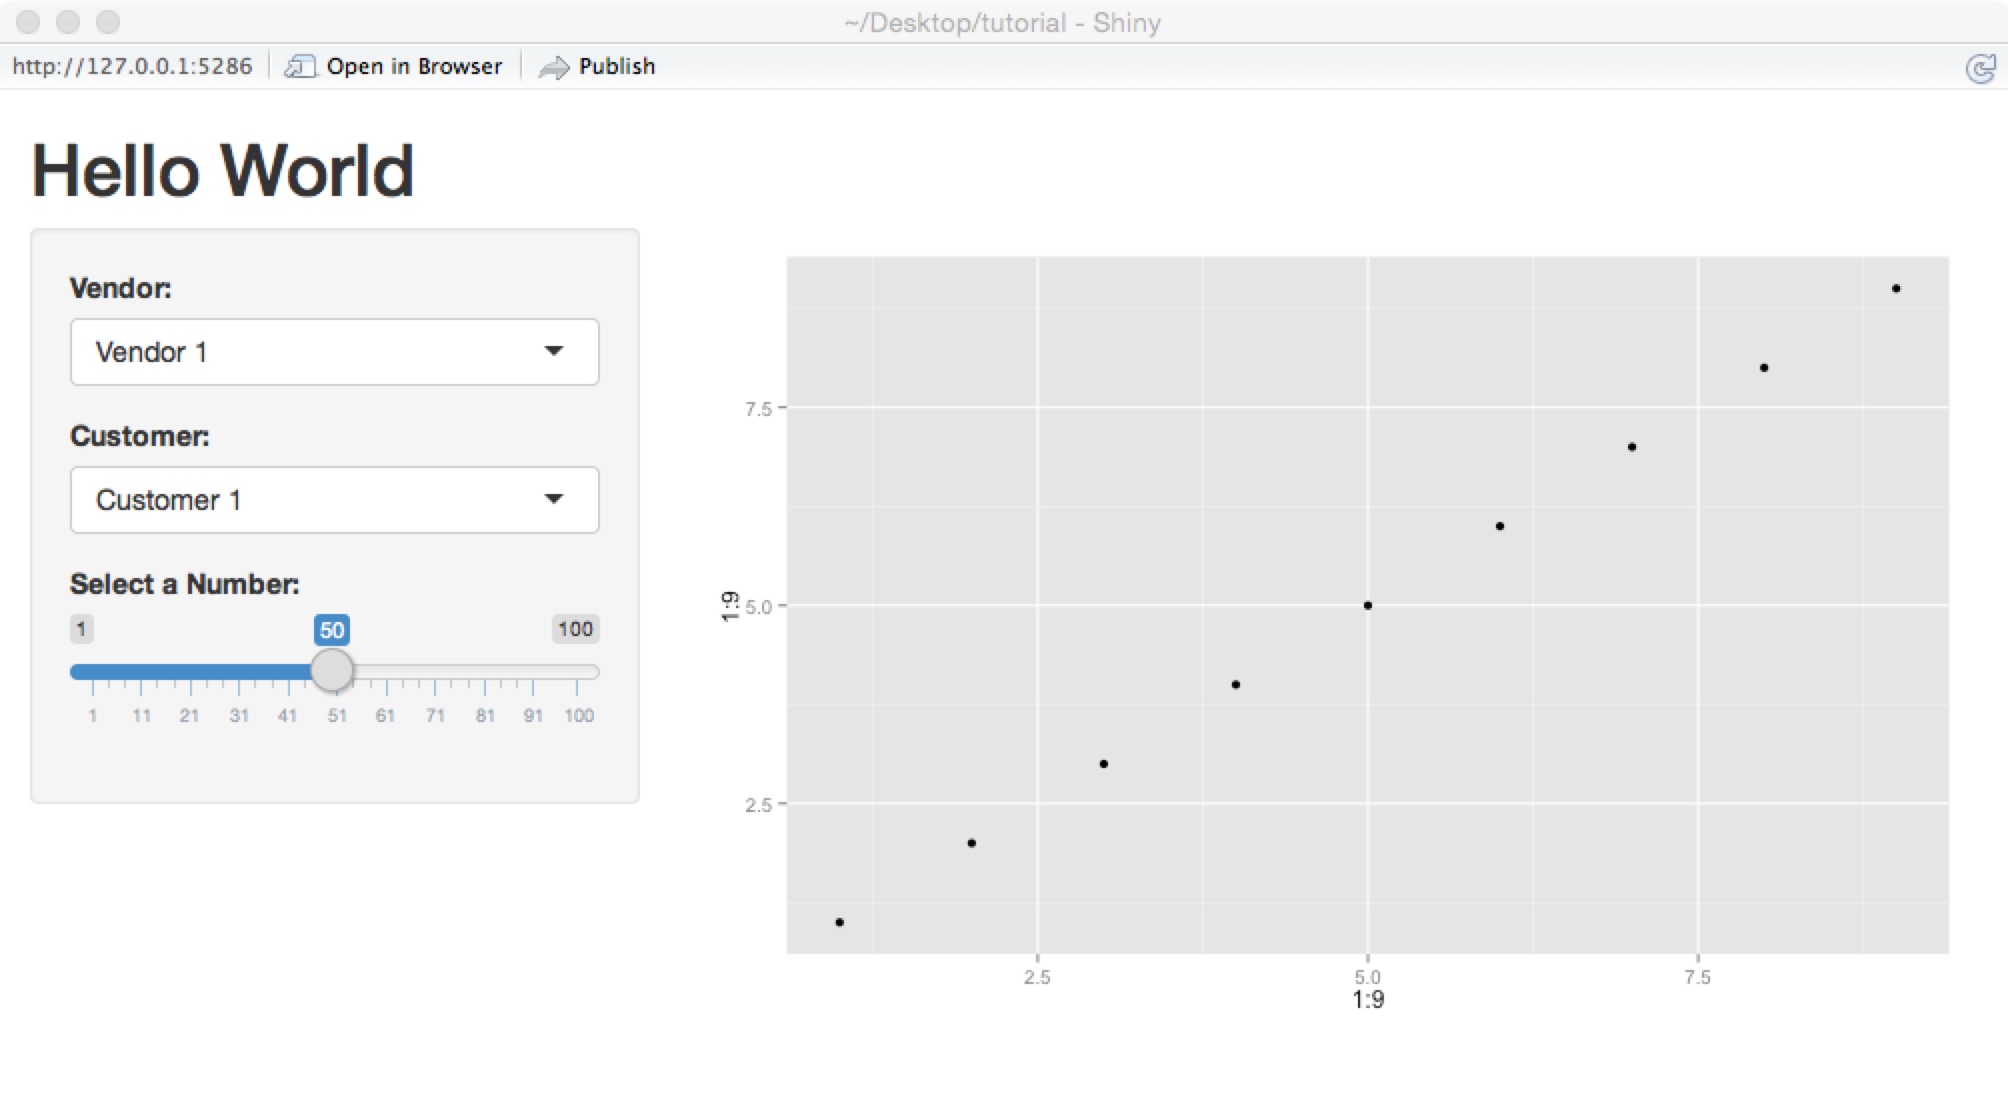 ~/Desktop/tutorial - Shiny
http://127.0.0.1:5286 Open in Browser Publish
Hello World
Vendor:
Vendor 1
Customer:
Customer 1
Select a Number:
1 50 100
1 11 21 31 41 51 61 71 81 91 100
7.5
5.0
2.5
1:9
2.5 5.0 7.5
1:9